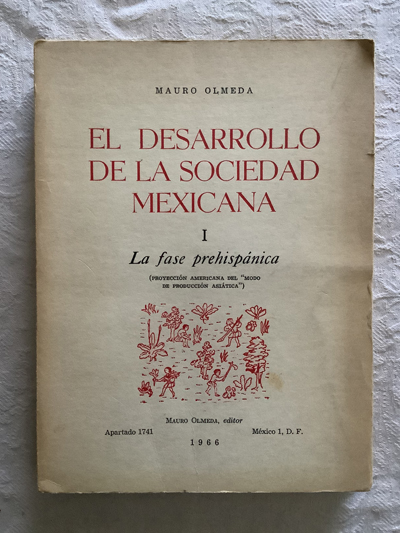 MAURO OLMEDA
EL DESARROLLO
DE LA SOCIEDAD
MEXICANA
I
La fase prehispánica
(PROYECCIÓN AMERICANA DEL "MODO
DE PRODUCCIÓN ASIÁTICA")
MAURO OLMEDA, editor
Apartado 1741 México 1, D. F.
1966